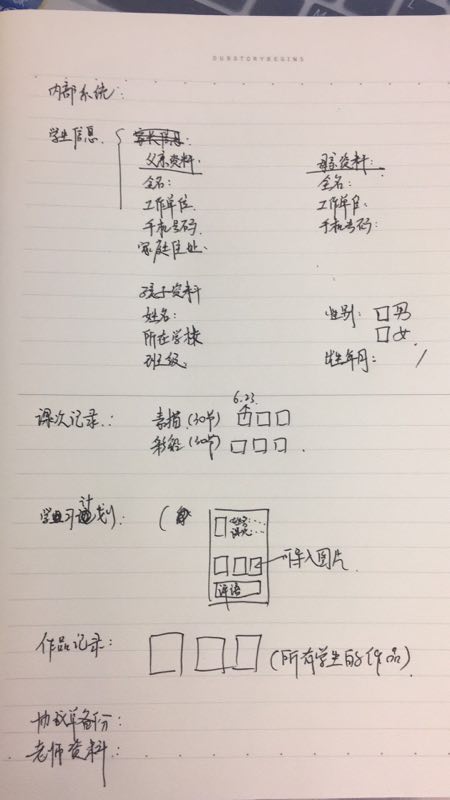 OURSTORYBEGINS
内部系统:
学生信息 家长信息:
父亲资料. 母亲资料:
全名: 全名:
工作单位. 工作单位.
手机号码. 手机号码:
家庭住址.
孩子资料
姓名: 性别: □男
所在学校 □女
班级. 出生年月: /
6.23
课次记录: 素描(30节) □□□
彩铅(30节) □□□.
学习计划: (
姓名:
课次:
可导入图片
评语
作品记录: □□□ (所有学生的作品)
协议单备份:
老师资料: